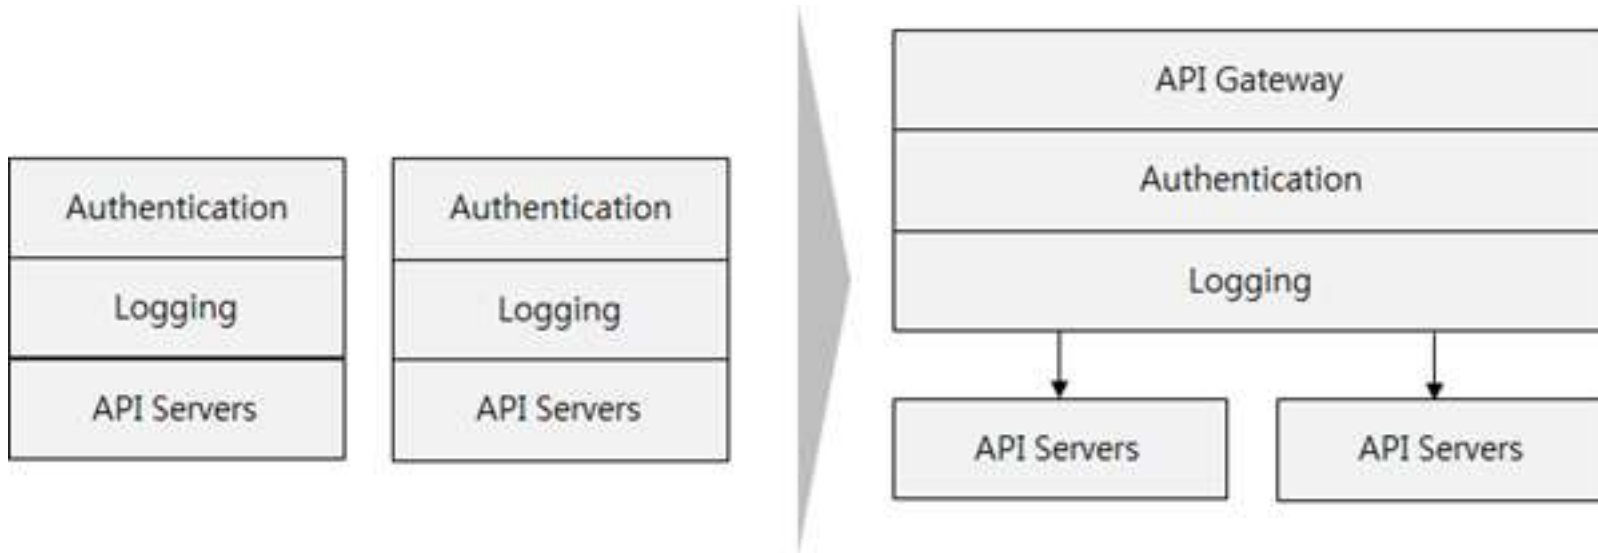 Authentication
Logging
API Servers
Authentication
Logging
API Servers
API Gateway
Authentication
Logging
API Servers
API Servers